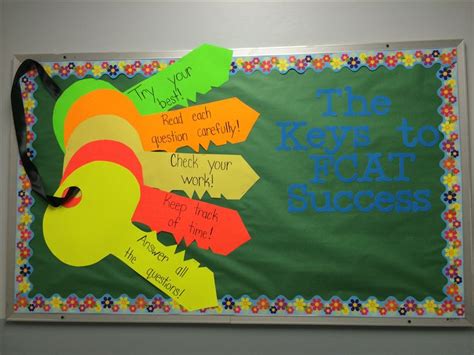 Try your
best!
Read each
question carefully!
Check your
work!
Keep track
of time!
Answer all
the questions!
The
Keys to
FCAT
Success